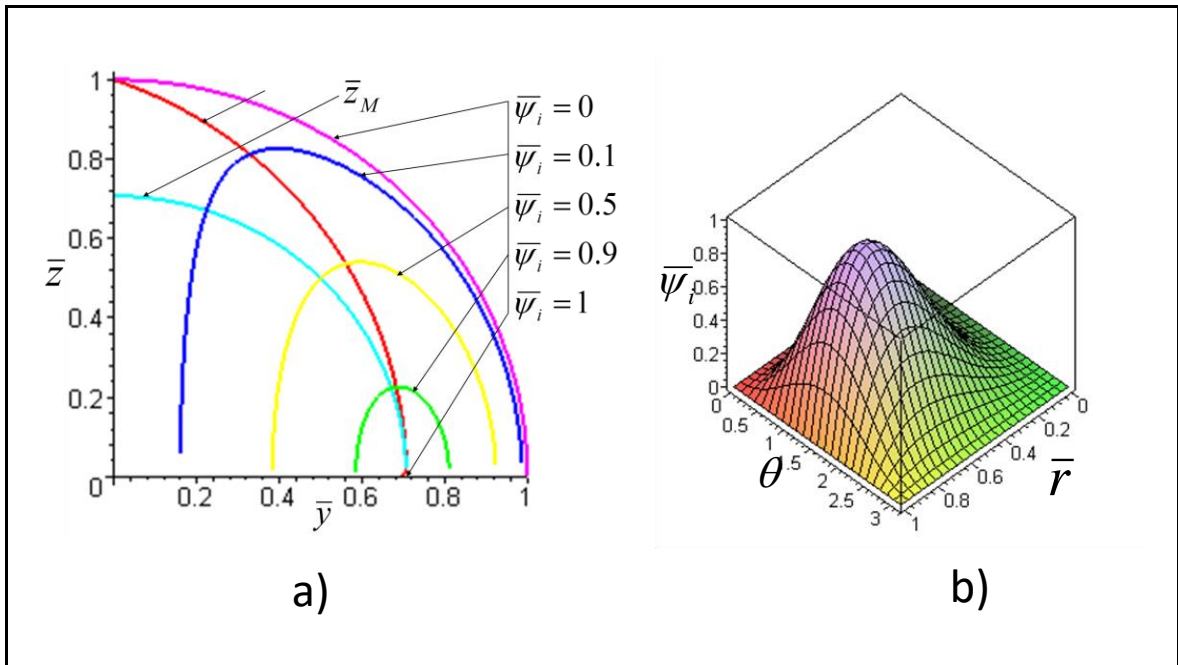 z̅_M
ψ̅_i = 0
ψ̅_i = 0.1
ψ̅_i = 0.5
ψ̅_i = 0.9
ψ̅_i = 1
1
0.8
0.6
0.4
0.2
0
z̅
0.2 0.4 0.6 0.8 1
y̅
a)
1
0.8
0.6
0.4
0.2
0
ψ̅_i
0 0.5 1 1.5 2 2.5 3
θ
0 0.2 0.4 0.6 0.8 1
r̅
b)